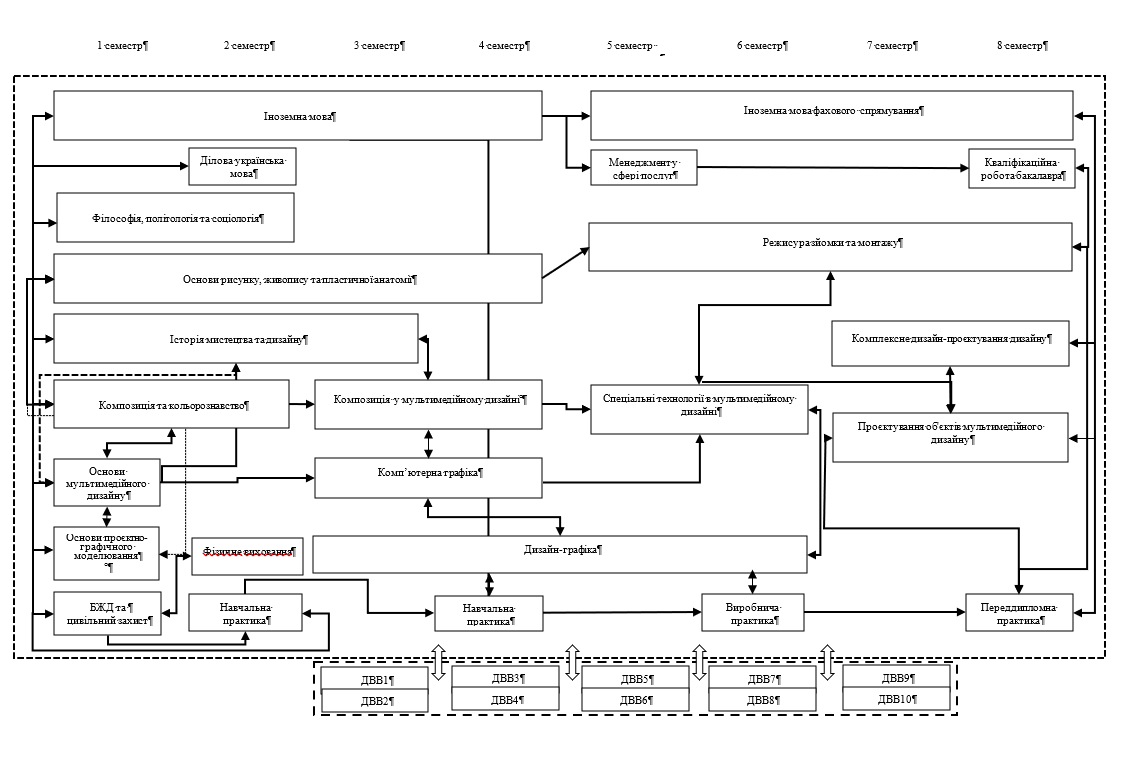 1·семестр¶ 2·семестр¶ 3·семестр¶ 4·семестр¶ 5·семестр·· 6·семестр¶ 7·семестр¶ 8·семестр¶
Іноземна·мова¶
Іноземна·мова·фахового·спрямування¶
Ділова·українська·
мова¶
Менеджмент·у·
сфері·послуг¶
Кваліфікаційна·
робота·бакалавра¶
Філософія,·політологія·та·соціологія¶
Режисура·зйомки·та·монтажу¶
Основи·рисунку,·живопису·та·пластичної·анатомії¶
Історія·мистецтва·та·дизайну¶
Комплексне·дизайн-проєктування·дизайну¶
Композиція·та·кольорознавство¶
Композиція·у·мультимедійному·дизайні¶
Спеціальні·технології·в·мультимедійному·
дизайні¶
Проєктування·об'єктів·мультимедійного·
дизайну¶
Основи·
мультимедійного·
дизайну¶
Комп’ютерна·графіка¶
Основи·проєктно-
графічного·
моделювання¶
¶
Фізичне·виховання¶
Дизайн-графіка¶
БЖД·та·¶
цивільний·захист¶
Навчальна·
практика¶
Навчальна·
практика¶
Виробнича·
практика¶
Переддипломна·
практика¶
ДВВ1¶ ДВВ3¶ ДВВ5¶ ДВВ7¶ ДВВ9¶
ДВВ2¶ ДВВ4¶ ДВВ6¶ ДВВ8¶ ДВВ10¶